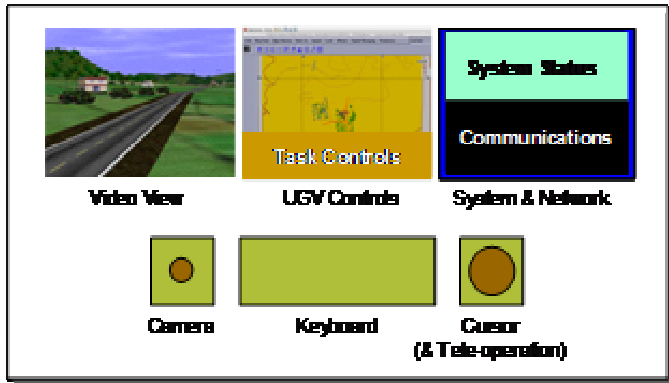 System Status
Communications
Task Controls
Video View
UGV Controls
System & Network
Camera
Keyboard
Cursor
(& Tele-operation)